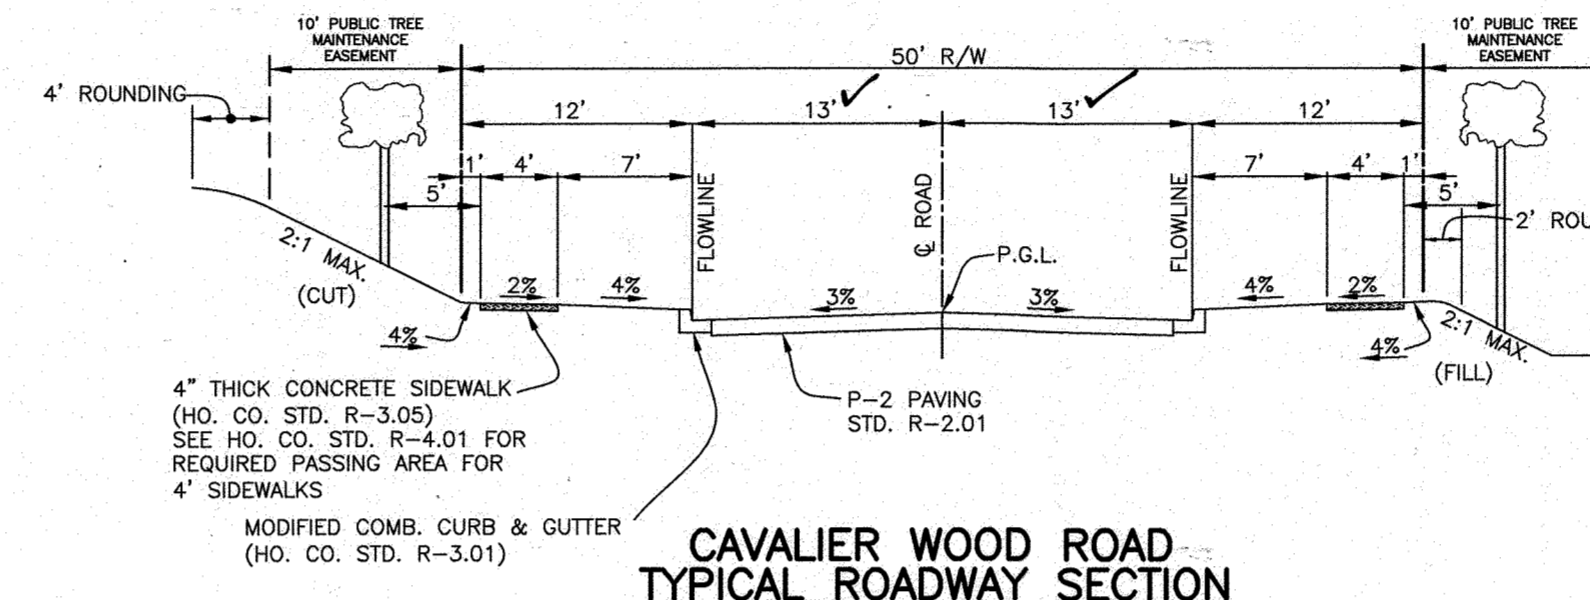 10' PUBLIC TREE
MAINTENANCE
EASEMENT
10' PUBLIC TREE
MAINTENANCE
EASEMENT
50' R/W
4' ROUNDING
12'
13'
13'
12'
1'
4'
7'
7'
4'
1'
5'
5'
FLOWLINE
℄ ROAD
FLOWLINE
2' ROU
2:1 MAX.
(CUT)
P.G.L.
2%
4%
3%
3%
4%
2%
4%
4%
2:1 MAX.
(FILL)
4" THICK CONCRETE SIDEWALK
(HO. CO. STD. R-3.05)
SEE HO. CO. STD. R-4.01 FOR
REQUIRED PASSING AREA FOR
4' SIDEWALKS
P-2 PAVING
STD. R-2.01
MODIFIED COMB. CURB & GUTTER
(HO. CO. STD. R-3.01)
CAVALIER WOOD ROAD
TYPICAL ROADWAY SECTION